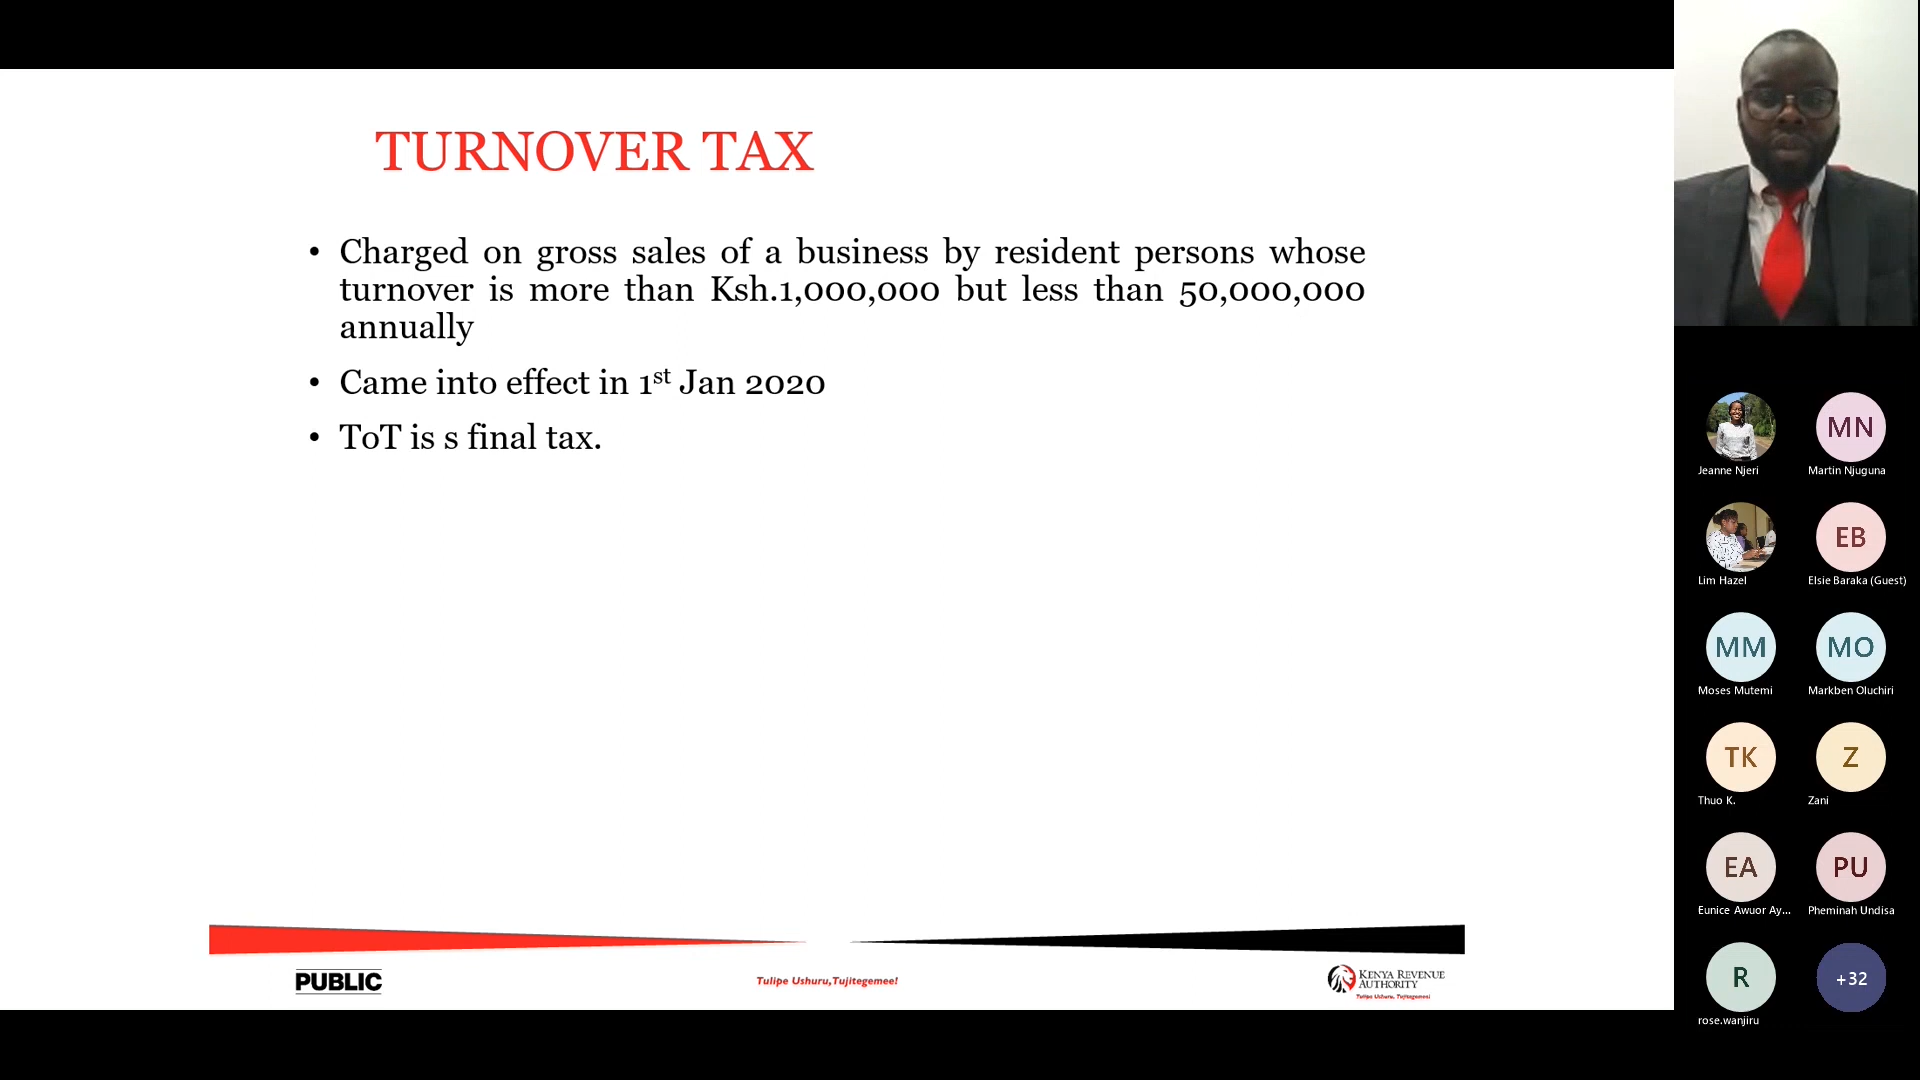 TURNOVER TAX
• Charged on gross sales of a business by resident persons whose
turnover is more than Ksh.1,000,000 but less than 50,000,000
annually
• Came into effect in 1st Jan 2020
• ToT is s final tax.
PUBLIC
Tulipe Ushuru,Tujitegemee!
KENYA REVENUE
AUTHORITY
Tulipe Ushuru, Tujitegemee!
Jeanne Njeri
MN
Martin Njuguna
Lim Hazel
EB
Elsie Baraka (Guest)
MM
Moses Mutemi
MO
Markben Oluchiri
TK
Thuo K.
Z
Zani
EA
Eunice Awuor Ay...
PU
Pheminah Undisa
R
rose.wanjiru
+32